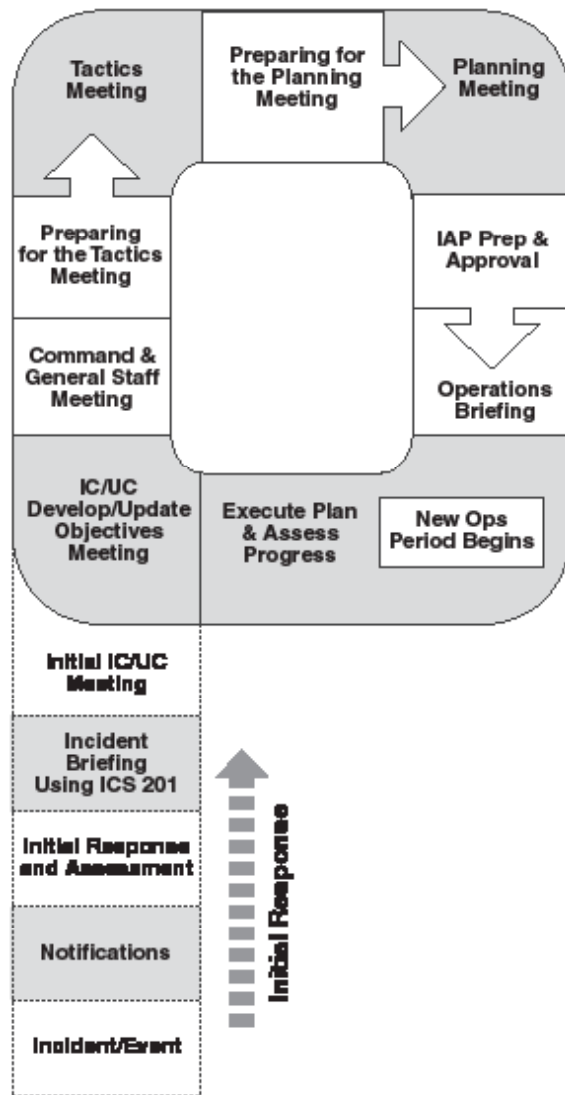 Tactics
Meeting
Preparing for
the Planning
Meeting
Planning
Meeting
Preparing
for the Tactics
Meeting
IAP Prep &
Approval
Command &
General Staff
Meeting
Operations
Briefing
IC/UC
Develop/Update
Objectives
Meeting
Execute Plan
& Assess
Progress
New Ops
Period Begins
Initial IC/UC
Meeting
Incident
Briefing
Using ICS 201
Initial Response
and Assessment
Notifications
Incident/Event
Initial Response